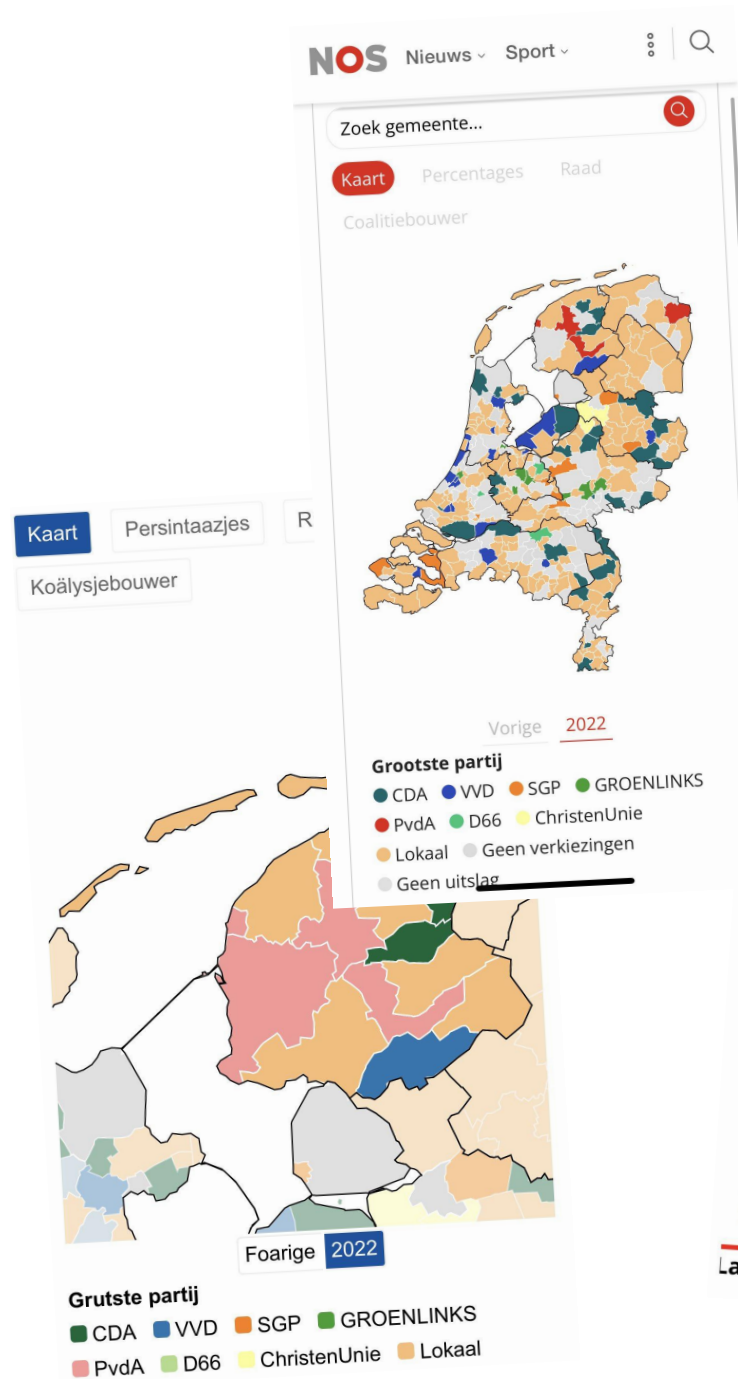 NOS Nieuws Sport
Zoek gemeente...
Kaart Percentages Raad
Coalitiebouwer
Vorige 2022
Grootste partij
CDA VVD SGP GROENLINKS
PvdA D66 ChristenUnie
Lokaal Geen verkiezingen
Geen uitslag
Kaart Persintaazjes R
Koälysjebouwer
Foarige 2022
Grutste partij
CDA VVD SGP GROENLINKS
PvdA D66 ChristenUnie Lokaal
La